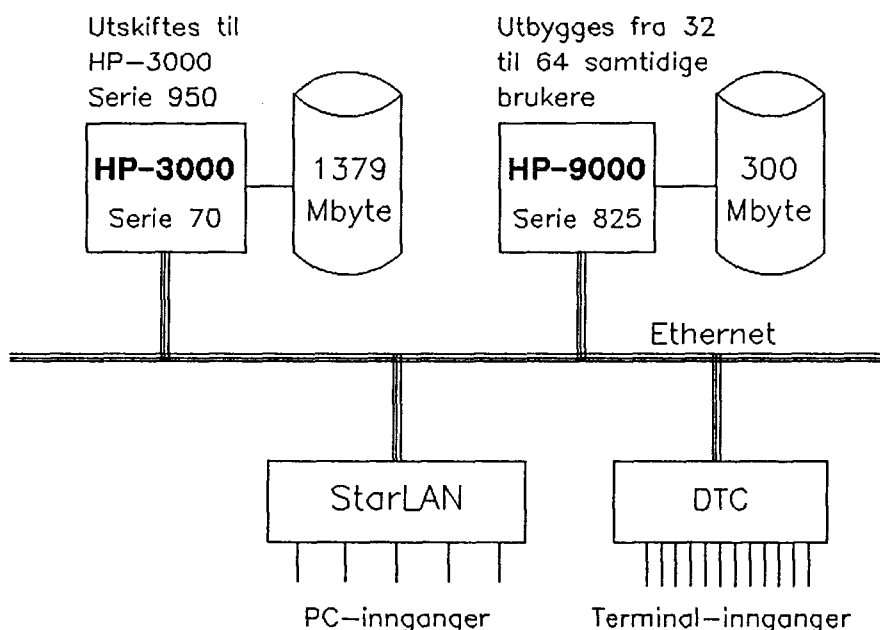 Utskiftes til
HP-3000
Serie 950
Utbygges fra 32
til 64 samtidige
brukere
HP-3000
Serie 70
1379
Mbyte
HP-9000
Serie 825
300
Mbyte
Ethernet
StarLAN
DTC
PC-innganger
Terminal-innganger